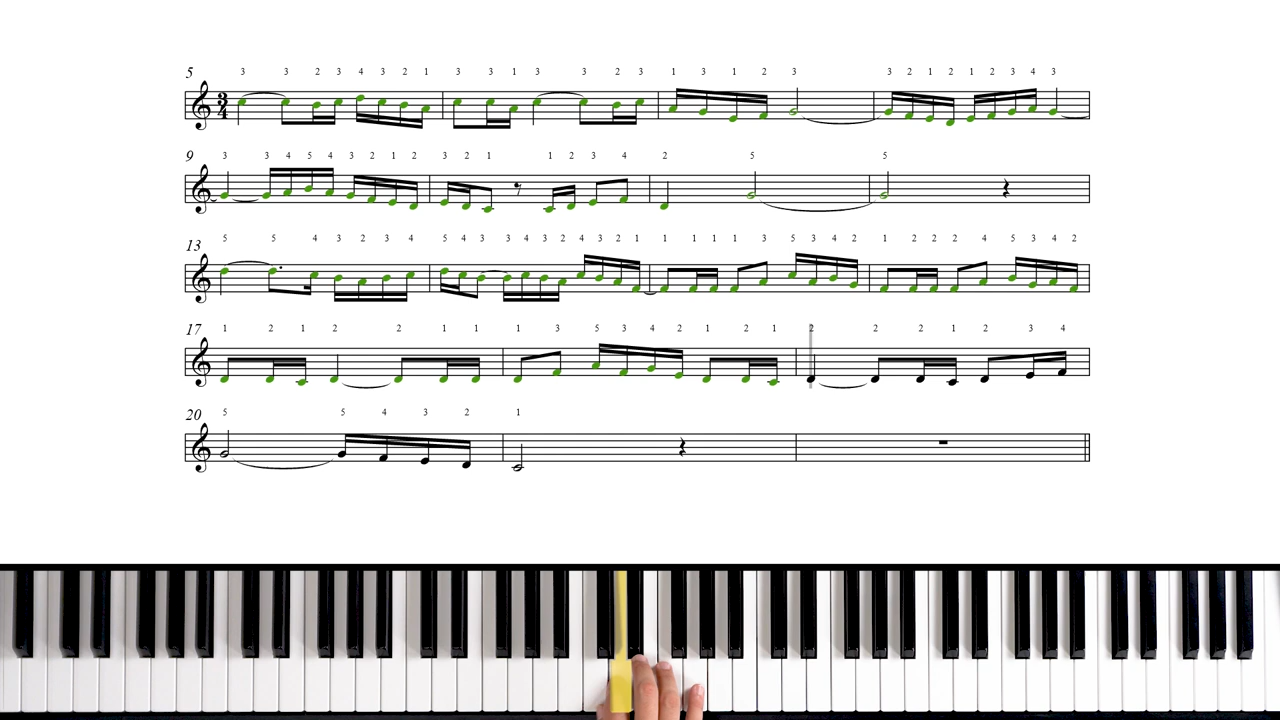 5 3 3 2 3 4 3 2 1 3 3 1 3 3 2 3 1 3 1 2 3 3 2 1 2 1 2 3 4 3
3 4
9 3 3 4 5 4 3 2 1 2 3 2 1 1 2 3 4 2 5 5
13 5 5 4 3 2 3 4 5 4 3 3 4 3 2 4 3 2 1 1 1 1 1 3 5 3 4 2 1 2 2 2 4 5 3 4 2
17 1 2 1 2 2 1 1 1 3 5 3 4 2 1 2 1 2 2 2 1 2 3 4
20 5 5 4 3 2 1